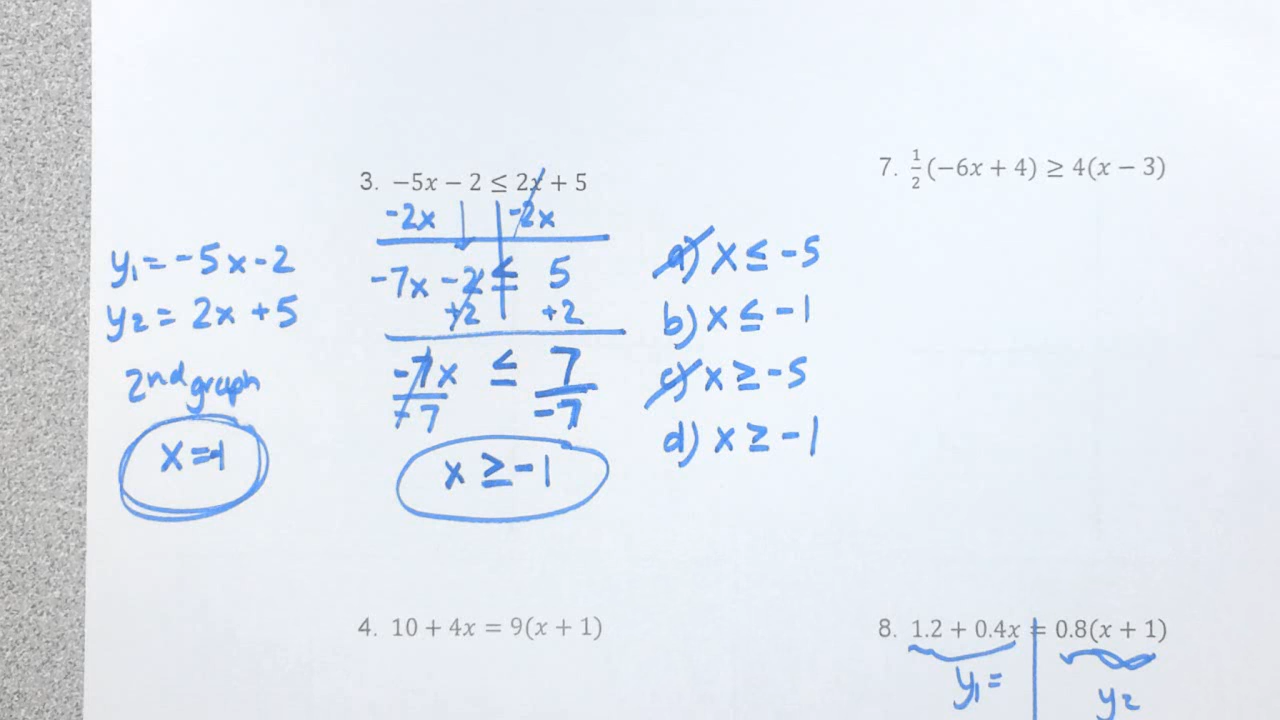 3. −5x − 2 ≤ 2x + 5
-2x -2x
-7x -2 ≤ 5
+2 +2
-7x ≤ 7
-7 -7
x ≥ -1
y₁ = -5x-2
y₂ = 2x +5
2nd graph
x=-1
a) x ≤ -5
b) x ≤ -1
c) x ≥ -5
d) x ≥ -1
4. 10 + 4x = 9(x + 1)
7. 1/2(−6x + 4) ≥ 4(x − 3)
8. 1.2 + 0.4x = 0.8(x + 1)
y₁= y₂